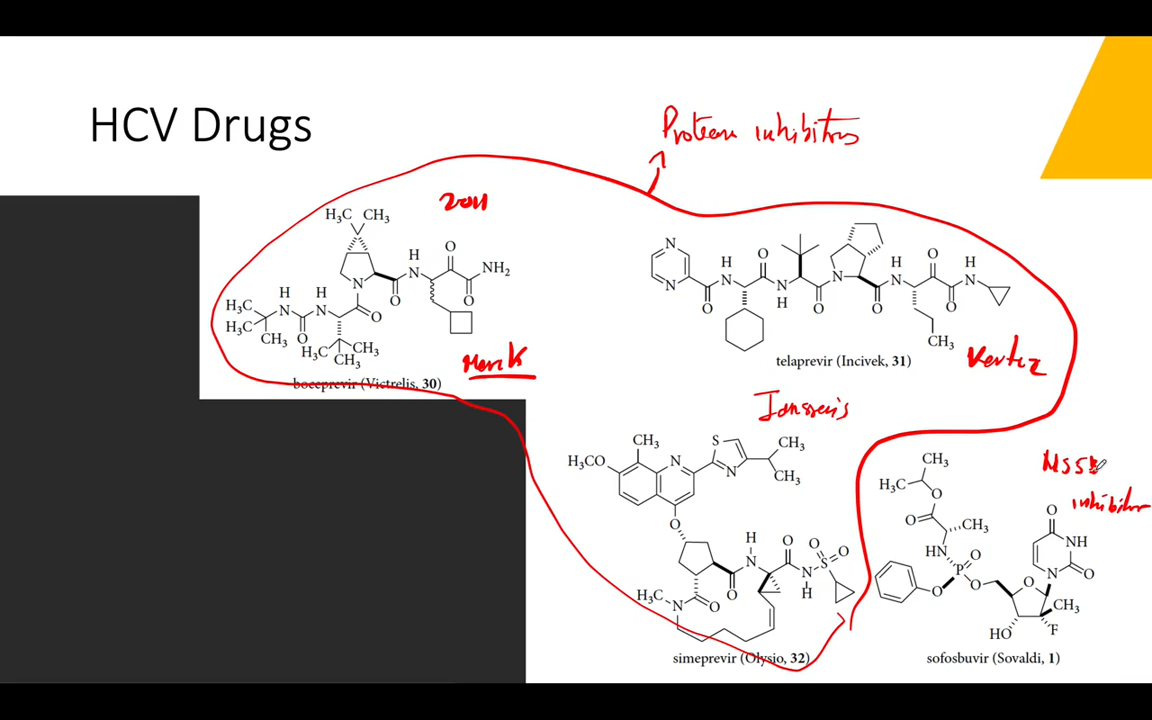 HCV Drugs
Protease inhibitors
2011
H₃C CH₃
H
N
O
NH₂
O
O
N
O
H₃C
H₃C
CH₃
H
N
O
H
N
H₃C
CH₃
CH₃
Merck
boceprevir (Victrelis, 30)
N
N
O
H
N
O
N
H
O
N
O
H
N
O
O
H
N
CH₃
telaprevir (Incivek, 31)
Vertex
Janssen's
CH₃
H₃CO
N
S
N
CH₃
CH₃
O
H
N
O
O
N
H
O
S
O
H₃C
N
O
simeprevir (Olysio, 32)
NS5B
inhibitor
CH₃
H₃C
O
O
CH₃
HN
P
O
O
O
O
HO
F
CH₃
N
O
NH
O
sofosbuvir (Sovaldi, 1)